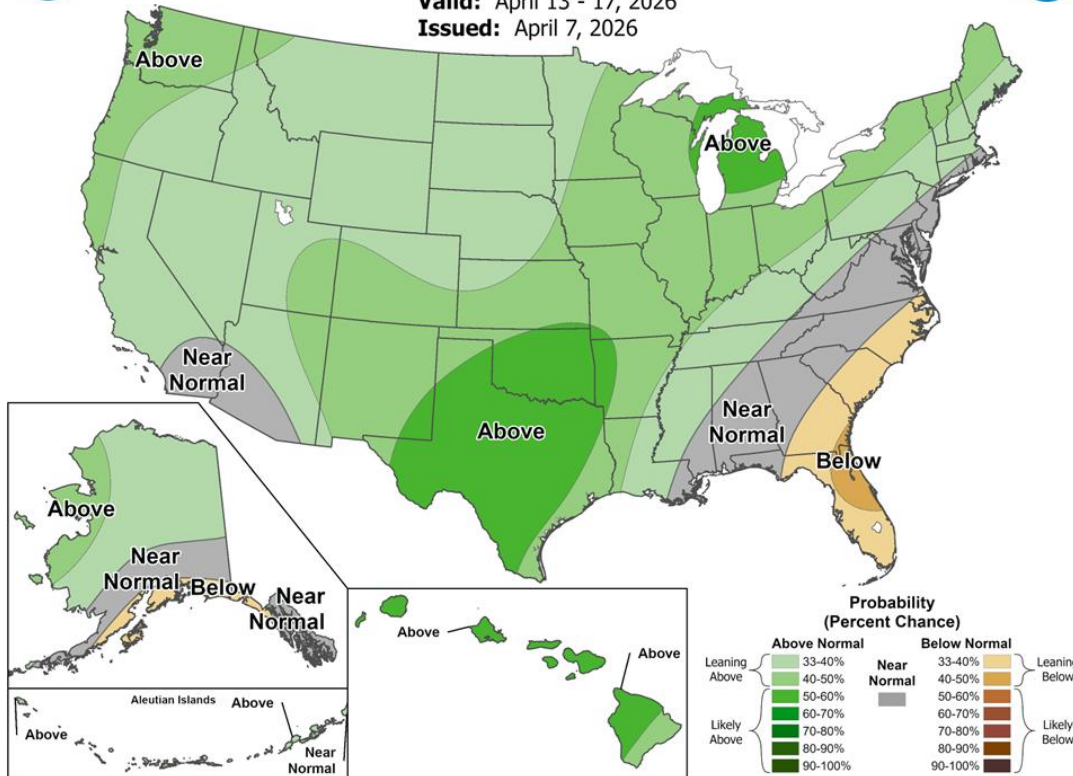 Valid: April 13 - 17, 2026
Issued: April 7, 2026
Above
Above
Near
Normal
Above
Near
Normal
Below
Above
Near
Normal
Below
Near
Normal
Aleutian Islands
Above
Above
Near
Normal
Above
Above
Probability
(Percent Chance)
Above Normal
Below Normal
Leaning
Above
33-40%
40-50%
Likely
Above
50-60%
60-70%
70-80%
80-90%
90-100%
Near
Normal
33-40%
40-50%
Leaning
Below
50-60%
60-70%
70-80%
80-90%
90-100%
Likely
Below